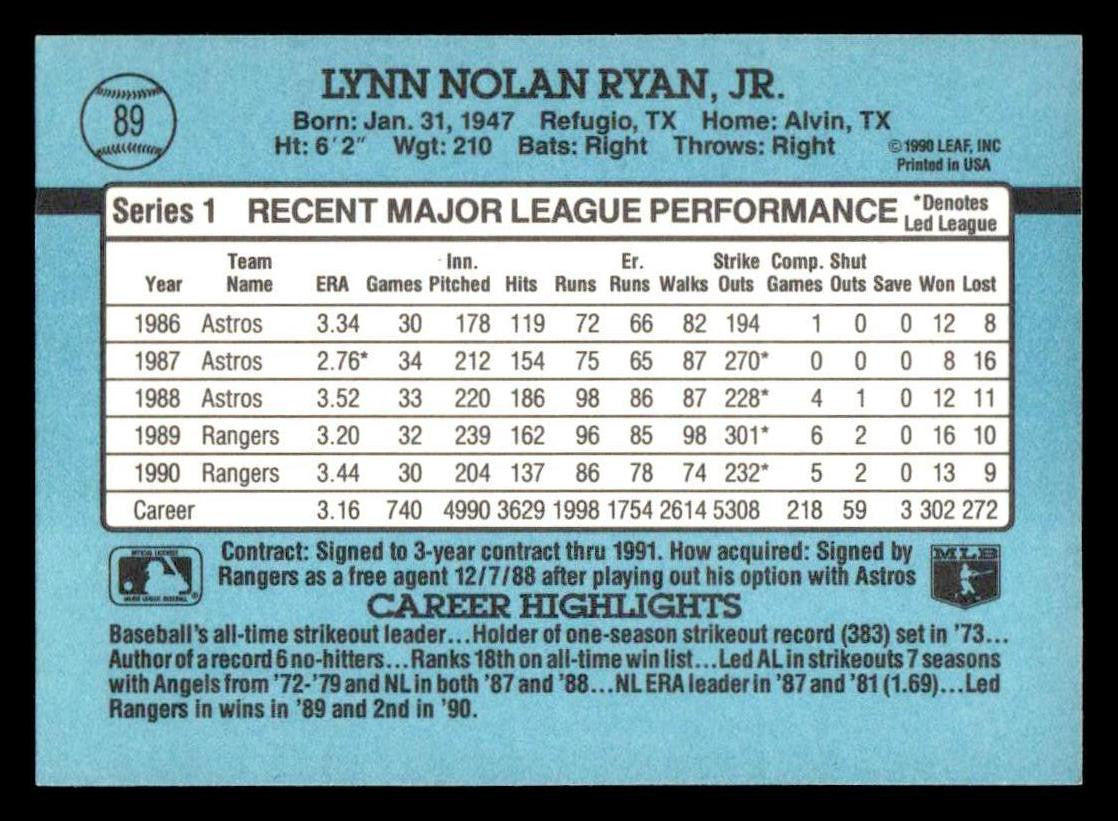 89
LYNN NOLAN RYAN, JR.
Born: Jan. 31, 1947 Refugio, TX Home: Alvin, TX
Ht: 6'2" Wgt: 210 Bats: Right Throws: Right
©1990 LEAF, INC
Printed in USA
Series 1 RECENT MAJOR LEAGUE PERFORMANCE *Denotes Led League
Year Team Name ERA Games Inn. Pitched Hits Runs Er. Runs Walks Strike Outs Comp. Games Shut Outs Save Won Lost
1986 Astros 3.34 30 178 119 72 66 82 194 1 0 0 12 8
1987 Astros 2.76* 34 212 154 75 65 87 270* 0 0 0 8 16
1988 Astros 3.52 33 220 186 98 86 87 228* 4 1 0 12 11
1989 Rangers 3.20 32 239 162 96 85 98 301* 6 2 0 16 10
1990 Rangers 3.44 30 204 137 86 78 74 232* 5 2 0 13 9
Career 3.16 740 4990 3629 1998 1754 2614 5308 218 59 3 302 272
OFFICIAL LICENSEE
MAJOR LEAGUE BASEBALL
®
Contract: Signed to 3-year contract thru 1991. How acquired: Signed by
Rangers as a free agent 12/7/88 after playing out his option with Astros
MLB
CAREER HIGHLIGHTS
Baseball's all-time strikeout leader...Holder of one-season strikeout record (383) set in '73...
Author of a record 6 no-hitters...Ranks 18th on all-time win list...Led AL in strikeouts 7 seasons
with Angels from '72-'79 and NL in both '87 and '88...NL ERA leader in '87 and '81 (1.69)...Led
Rangers in wins in '89 and 2nd in '90.